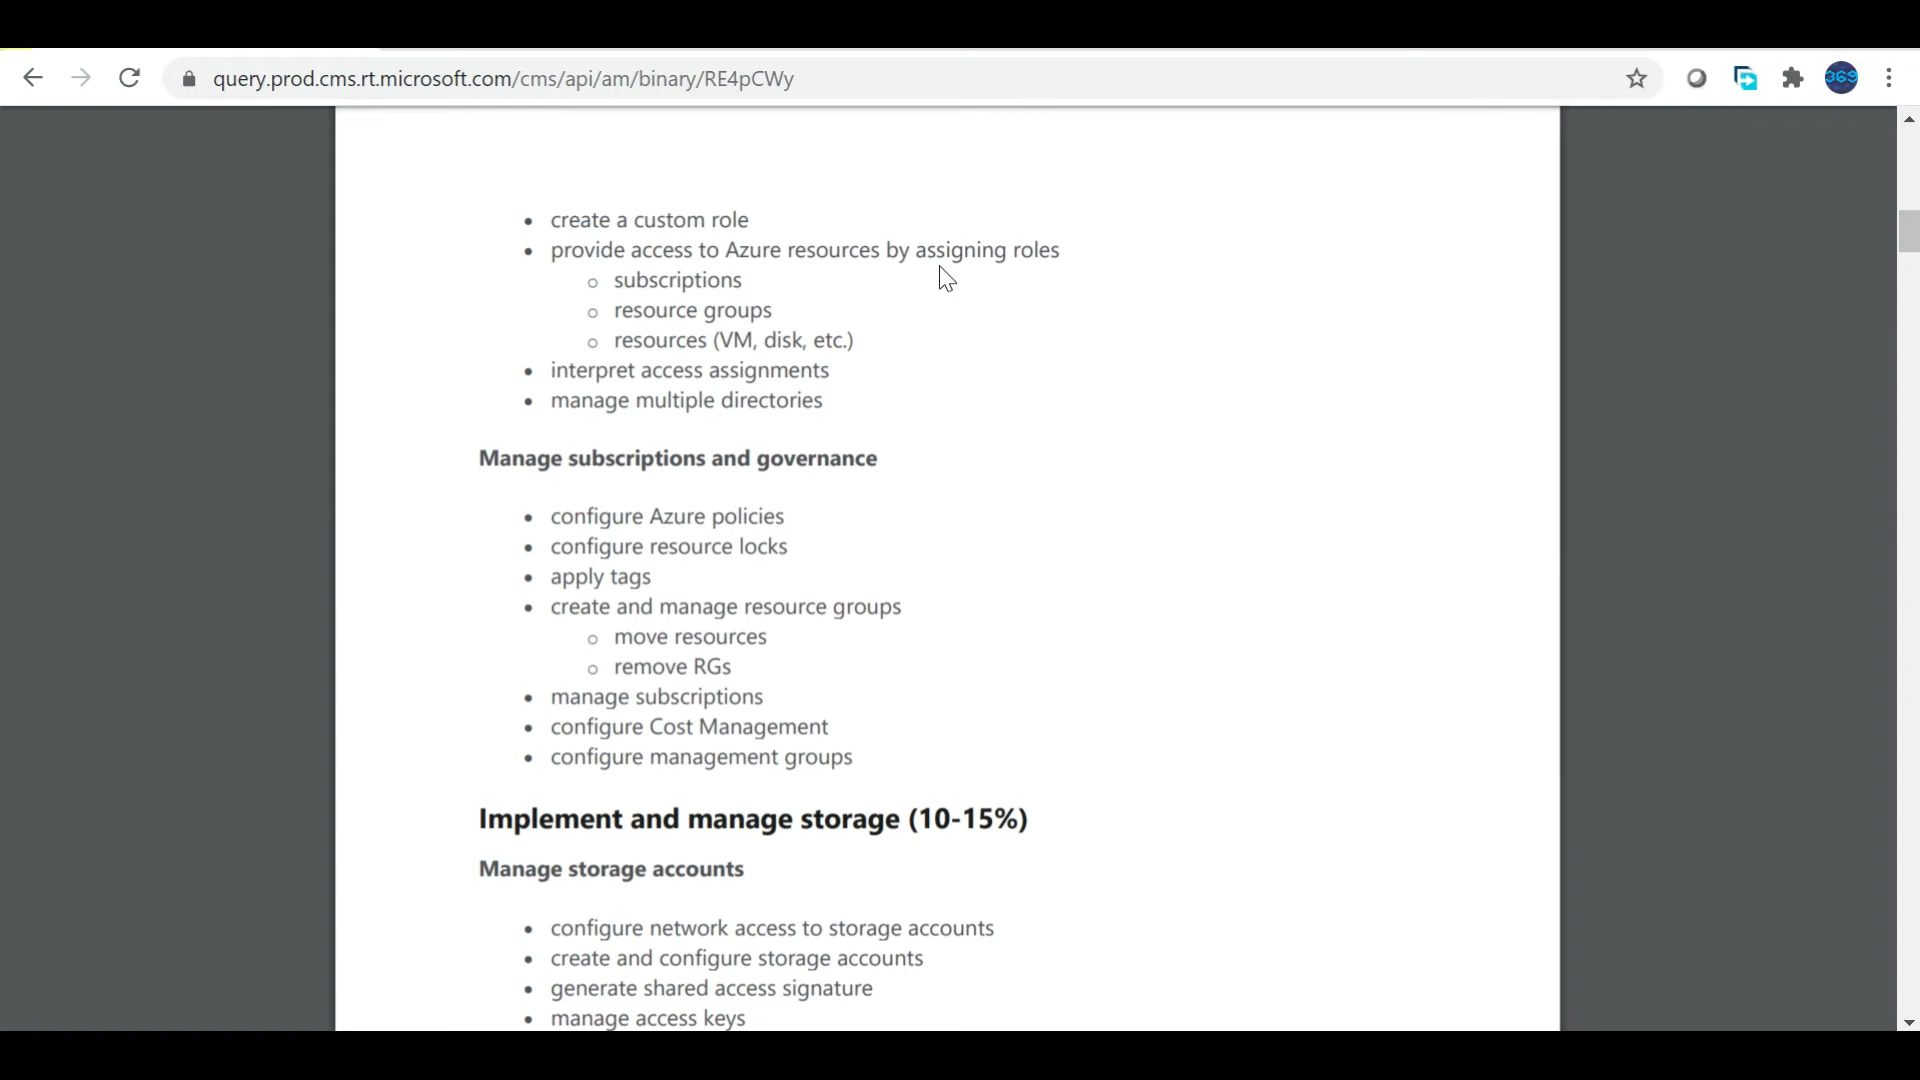 query.prod.cms.rt.microsoft.com/cms/api/am/binary/RE4pCWy
369
• create a custom role
• provide access to Azure resources by assigning roles
o subscriptions
o resource groups
o resources (VM, disk, etc.)
• interpret access assignments
• manage multiple directories
Manage subscriptions and governance
• configure Azure policies
• configure resource locks
• apply tags
• create and manage resource groups
o move resources
o remove RGs
• manage subscriptions
• configure Cost Management
• configure management groups
Implement and manage storage (10-15%)
Manage storage accounts
• configure network access to storage accounts
• create and configure storage accounts
• generate shared access signature
• manage access keys